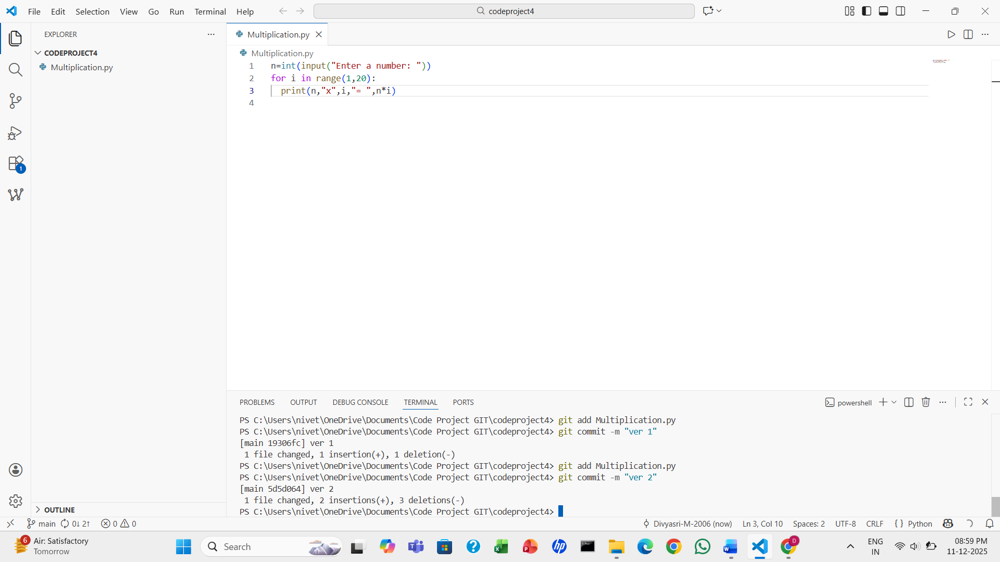 File Edit Selection View Go Run Terminal Help
codeproject4
EXPLORER
CODEPROJECT4
Multiplication.py
Multiplication.py
Multiplication.py
1 n=int(input("Enter a number: "))
2 for i in range(1,20):
3 print(n,"x",i,"= ",n*i)
4
1
OUTLINE
PROBLEMS OUTPUT DEBUG CONSOLE TERMINAL PORTS
powershell
PS C:\Users\nivet\OneDrive\Documents\Code Project GIT\codeproject4> git add Multiplication.py
PS C:\Users\nivet\OneDrive\Documents\Code Project GIT\codeproject4> git commit -m "ver 1"
[main 19306fc] ver 1
1 file changed, 1 insertion(+), 1 deletion(-)
PS C:\Users\nivet\OneDrive\Documents\Code Project GIT\codeproject4> git add Multiplication.py
PS C:\Users\nivet\OneDrive\Documents\Code Project GIT\codeproject4> git commit -m "ver 2"
[main 5d5d064] ver 2
1 file changed, 2 insertions(+), 3 deletions(-)
PS C:\Users\nivet\OneDrive\Documents\Code Project GIT\codeproject4>
main 0↓ 2↑ 0 0
Divyasri-M-2006 (now) Ln 3, Col 10 Spaces: 2 UTF-8 CRLF { } Python
6
Air: Satisfactory
Tomorrow
Search
D
ENG
IN
08:59 PM
11-12-2025